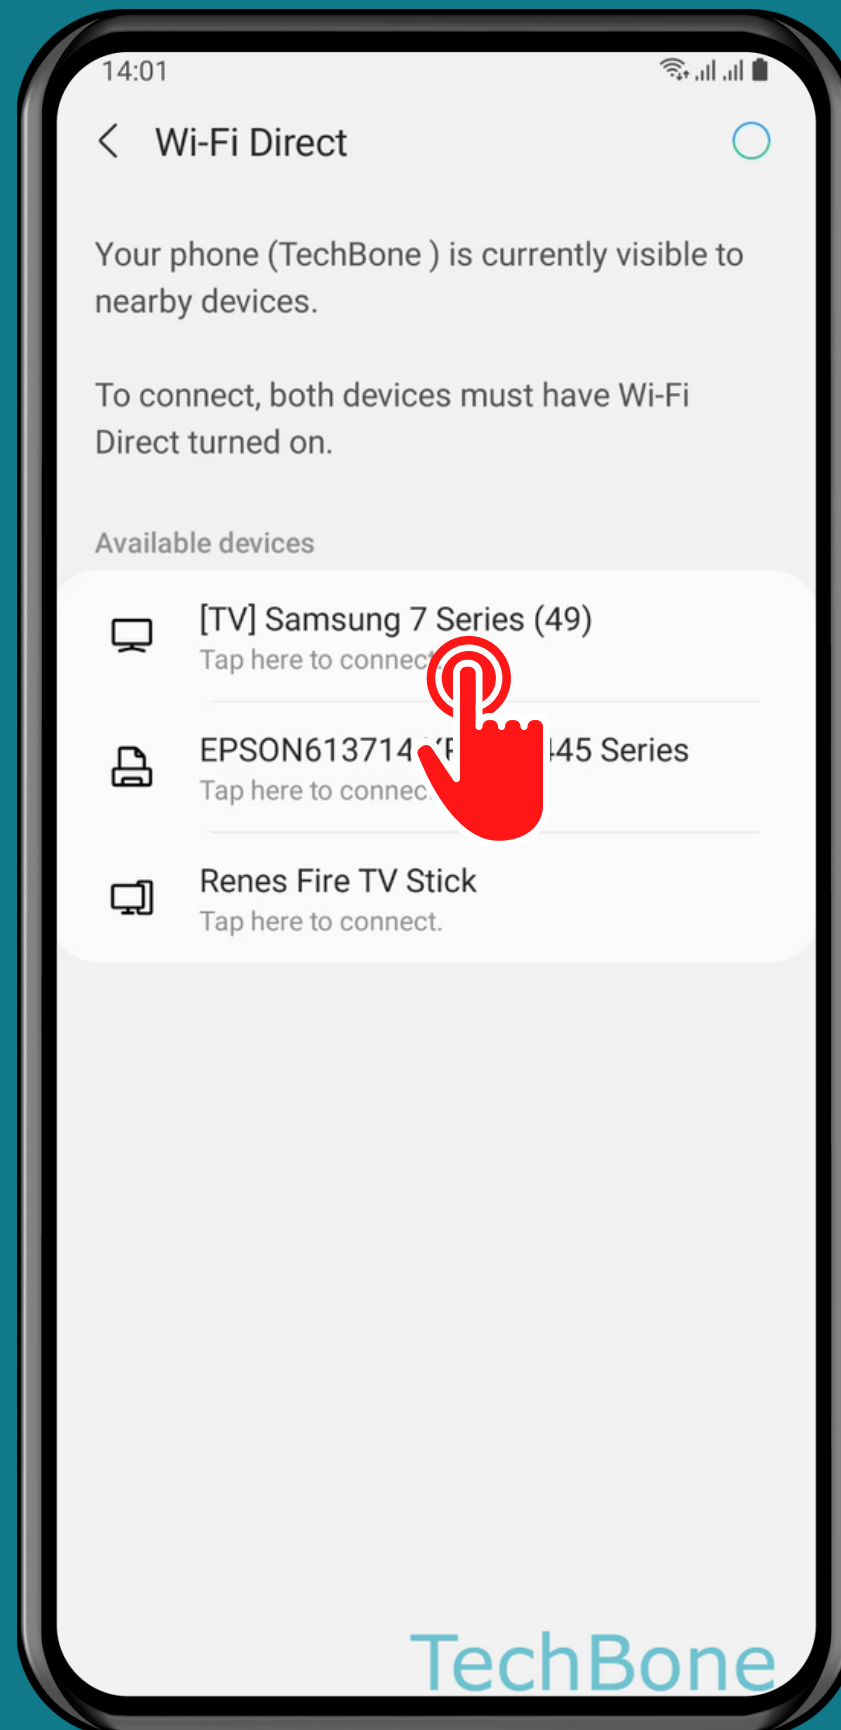 14:01
Wi-Fi Direct
Your phone (TechBone ) is currently visible to
nearby devices.
To connect, both devices must have Wi-Fi
Direct turned on.
Available devices
[TV] Samsung 7 Series (49)
Tap here to connect.
Series
Tap here to
Renes Fire TV Stick
Tap here to connect.
TechBone